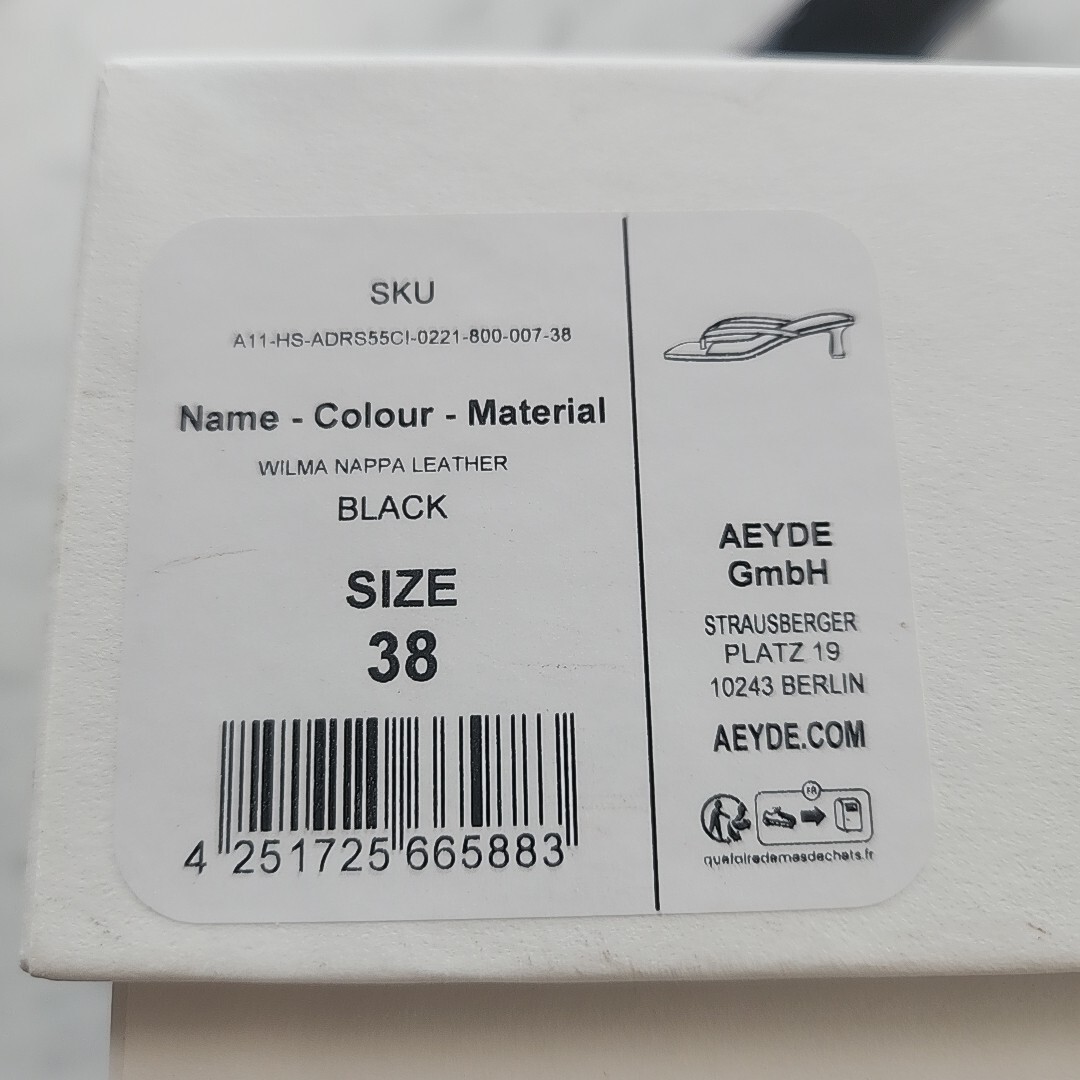 SKU
A11-HS-ADRS55CI-0221-800-007-38
Name - Colour - Material
WILMA NAPPA LEATHER
BLACK
SIZE
38
4 251725 665883
AEYDE
GmbH
STRAUSBERGER
PLATZ 19
10243 BERLIN
AEYDE.COM
FR
quefairedemesdechets.fr